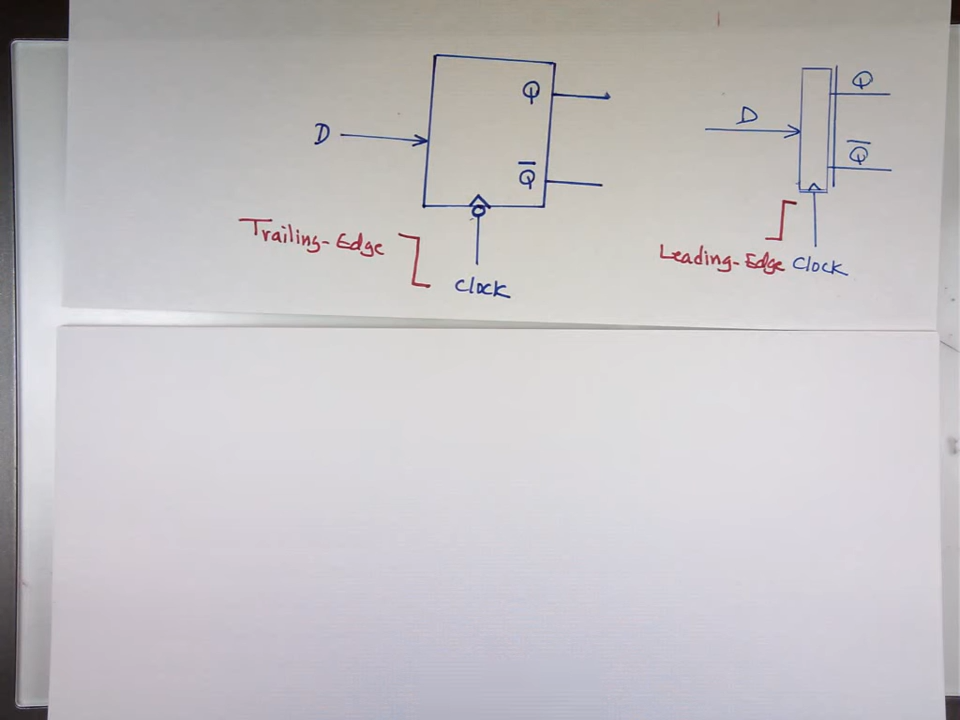 Q
Q
D
D
Q̅
Q̅
Trailing-Edge
Leading-Edge Clock
Clock